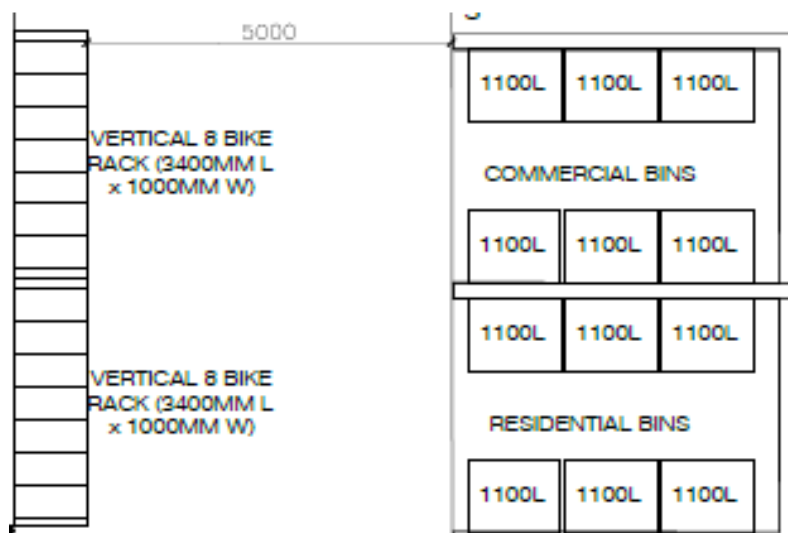 5000
1100L 1100L 1100L
VERTICAL 8 BIKE
RACK (3400MM L
x 1000MM W)
COMMERCIAL BINS
1100L 1100L 1100L
1100L 1100L 1100L
VERTICAL 8 BIKE
RACK (3400MM L
x 1000MM W)
RESIDENTIAL BINS
1100L 1100L 1100L